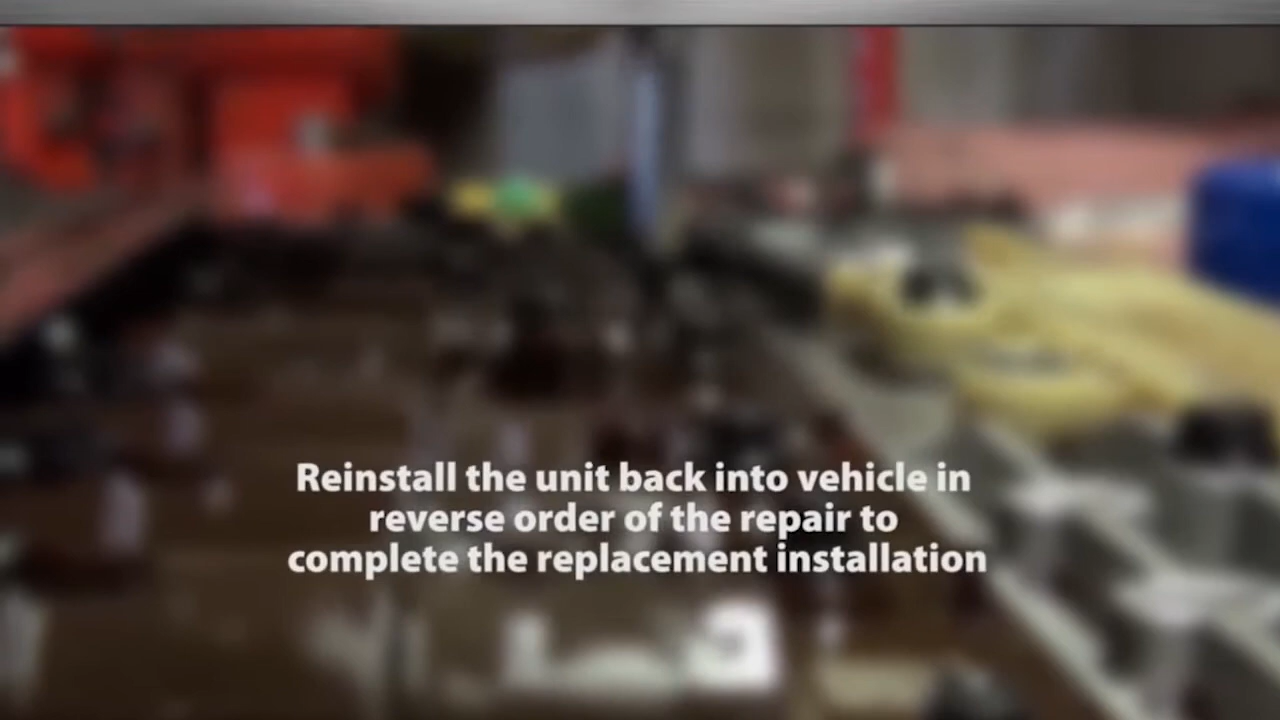 Reinstall the unit back into vehicle in
reverse order of the repair to
complete the replacement installation